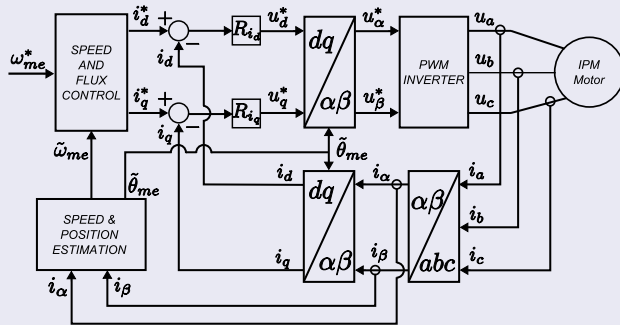 ω*me
SPEED
AND
FLUX
CONTROL
i*d
+
−
id
i*q
+
−
iq
Rid
Riq
u*d
u*q
dq
αβ
u*α
u*β
PWM
INVERTER
ua
ub
uc
IPM
Motor
ω̃me
θ̃me
θ̃me
SPEED &
POSITION
ESTIMATION
id
iq
dq
αβ
iα
iβ
αβ
abc
ia
ib
ic
iα
iβ